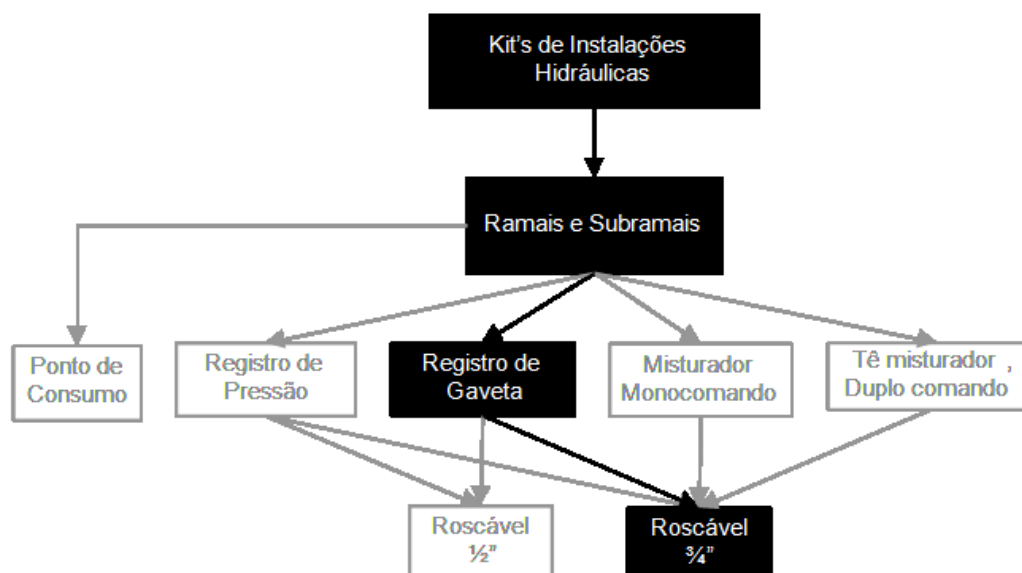 Kit's de Instalações
Hidráulicas
Ramais e Subramais
Ponto de
Consumo
Registro de
Pressão
Registro de
Gaveta
Misturador
Monocomando
Tê misturador ,
Duplo comando
Roscável
½"
Roscável
¾"